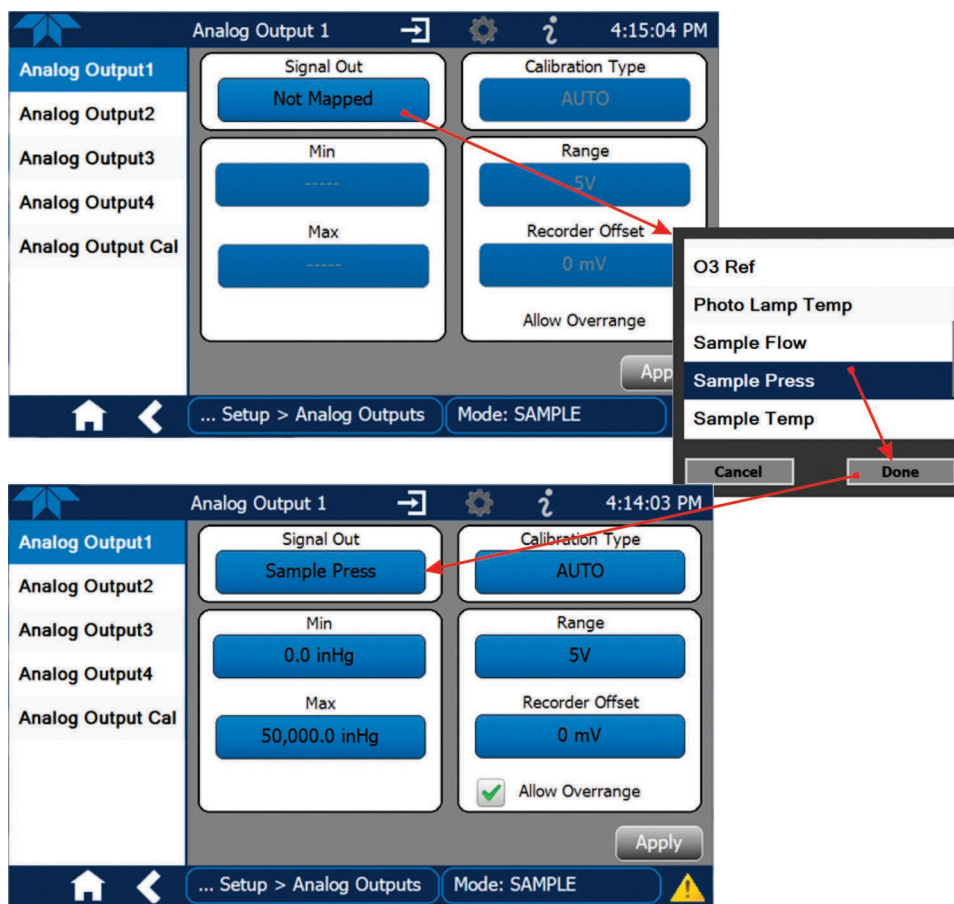 Analog Output 1
4:15:04 PM
Analog Output1
Analog Output2
Analog Output3
Analog Output4
Analog Output Cal
Signal Out
Not Mapped
Min
-----
Max
-----
Calibration Type
AUTO
Range
5V
Recorder Offset
0 mV
Allow Overrange
App
... Setup > Analog Outputs
Mode: SAMPLE
O3 Ref
Photo Lamp Temp
Sample Flow
Sample Press
Sample Temp
Cancel
Done
Analog Output 1
4:14:03 PM
Analog Output1
Analog Output2
Analog Output3
Analog Output4
Analog Output Cal
Signal Out
Sample Press
Min
0.0 inHg
Max
50,000.0 inHg
Calibration Type
AUTO
Range
5V
Recorder Offset
0 mV
Allow Overrange
Apply
... Setup > Analog Outputs
Mode: SAMPLE